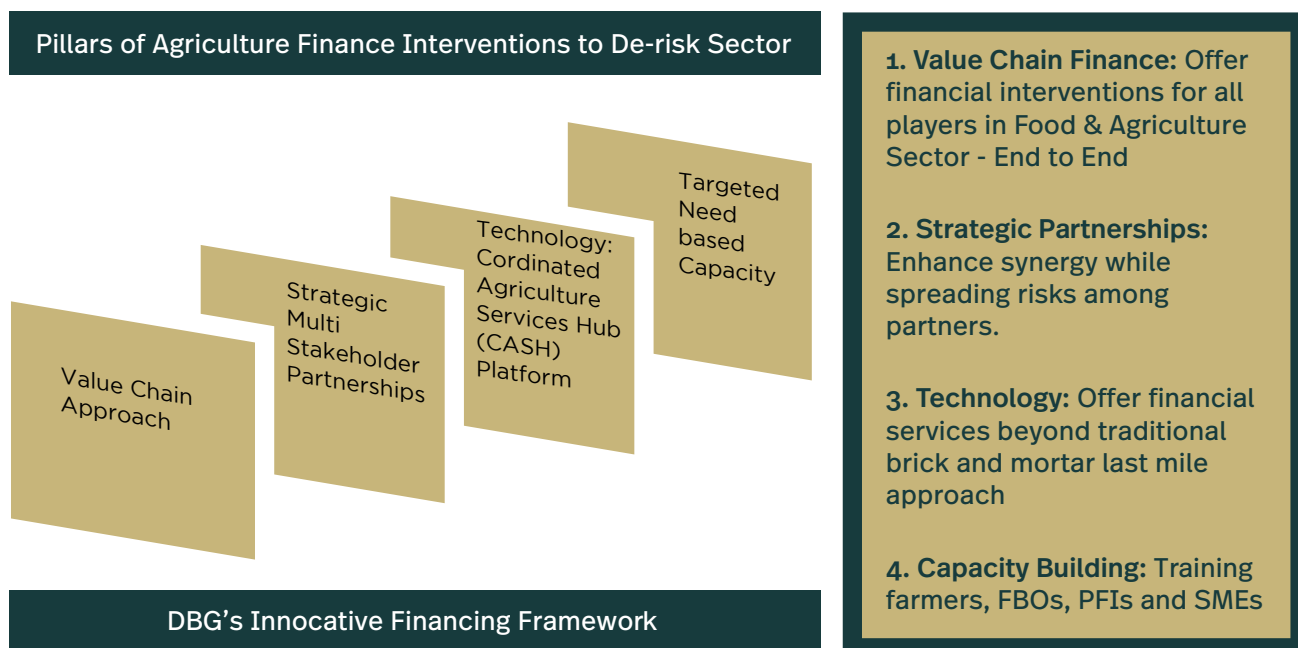 Pillars of Agriculture Finance Interventions to De-risk Sector
Value Chain
Approach
Strategic
Multi
Stakeholder
Partnerships
Technology:
Cordinated
Agriculture
Services Hub
(CASH)
Platform
Targeted
Need
based
Capacity
DBG's Innocative Financing Framework
1. Value Chain Finance: Offer
financial interventions for all
players in Food & Agriculture
Sector - End to End
2. Strategic Partnerships:
Enhance synergy while
spreading risks among
partners.
3. Technology: Offer financial
services beyond traditional
brick and mortar last mile
approach
4. Capacity Building: Training
farmers, FBOs, PFIs and SMEs